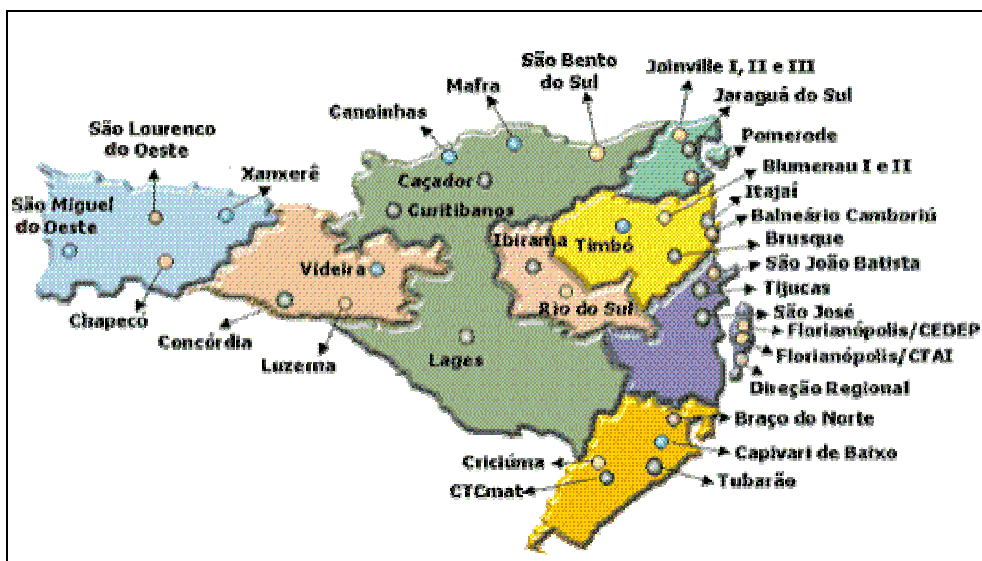 São Bento
do Sul
Joinville I, II e III
Mafra
Jaraguá do Sul
Canoinhas
São Lourenco
do Oeste
Pomerode
Blumenau I e II
Xanxerê
Caçador
Itajaí
São Miguel
do Oeste
Curitibanos
Balneário Camboriú
Ibirama
Timbó
Brusque
Videira
São João Batista
Tijucas
Chapecó
Rio do Sul
São José
Florianópolis/CEDEP
Concórdia
Luzerna
Lages
Florianópolis/CTAI
Direção Regional
Braço do Norte
Capivari de Baixo
Criciúma
CTCmat
Tubarão